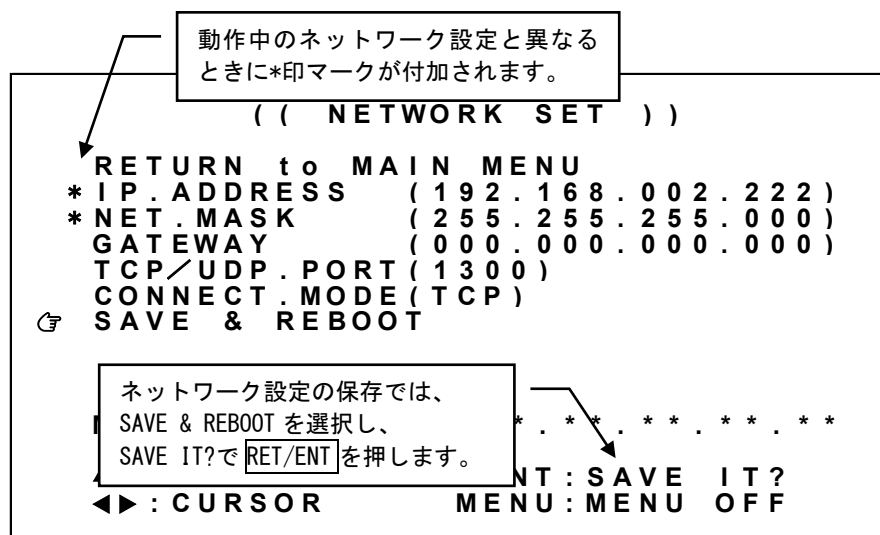 動作中のネットワーク設定と異なる
ときに*印マークが付加されます。
(( NETWORK SET ))
RETURN to MAIN MENU
*IP.ADDRESS (192.168.002.222)
*NET.MASK (255.255.255.000)
GATEWAY (000.000.000.000)
TCP/UDP.PORT(1300)
CONNECT.MODE(TCP)
☞ SAVE & REBOOT
ネットワーク設定の保存では、
SAVE & REBOOT を選択し、
SAVE IT?で RET/ENT を押します。
*.**.**.**.**
NT:SAVE IT?
◀▶:CURSOR MENU:MENU OFF